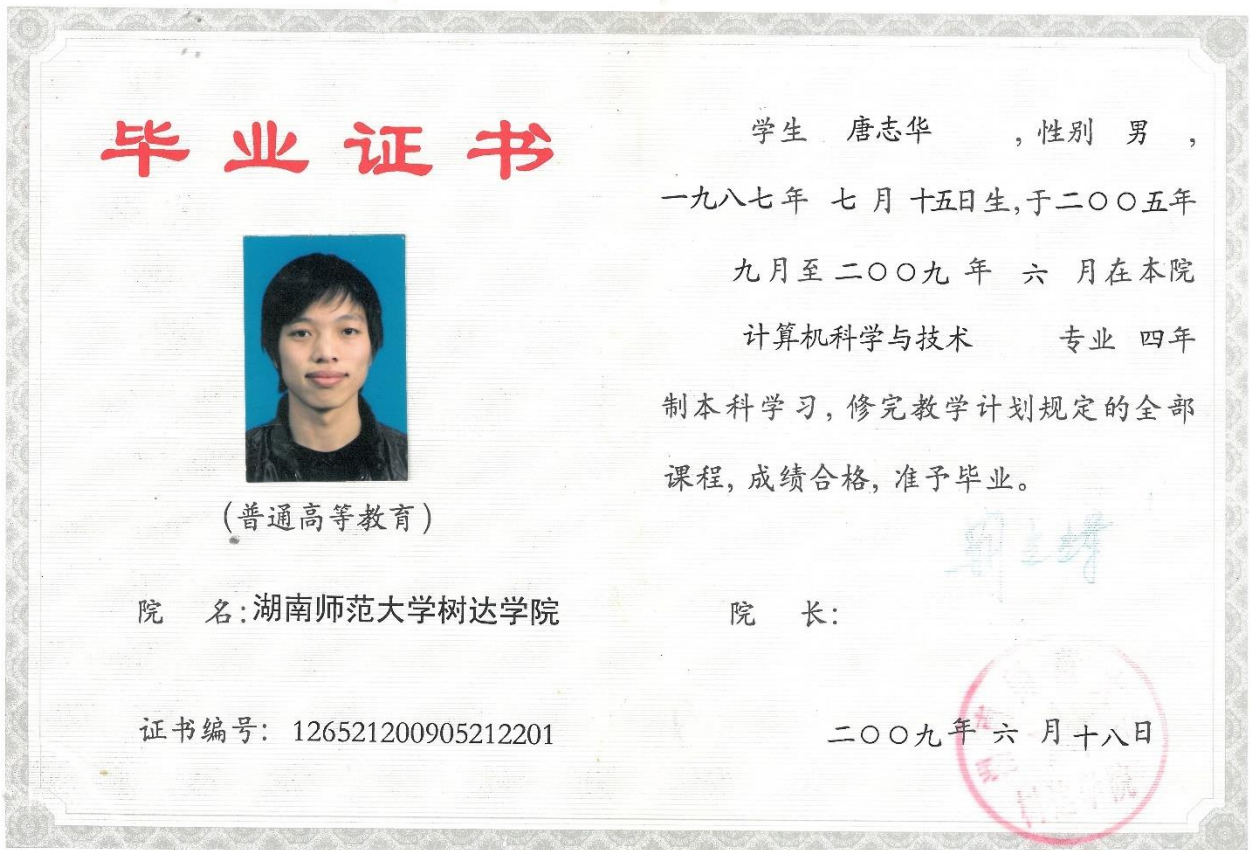 毕业证书
(普通高等教育)
院 名:湖南师范大学树达学院
证书编号: 126521200905212201
学生 唐志华 ,性别 男 ,
一九八七年 七 月 十五日生,于二〇〇五年
九月至 二〇〇九 年 六 月在本院
计算机科学与技术 专业 四年
制本科学习,修完教学计划规定的全部
课程,成绩合格,准予毕业。
院 长:
二〇〇九年 六 月十八日
树达学院